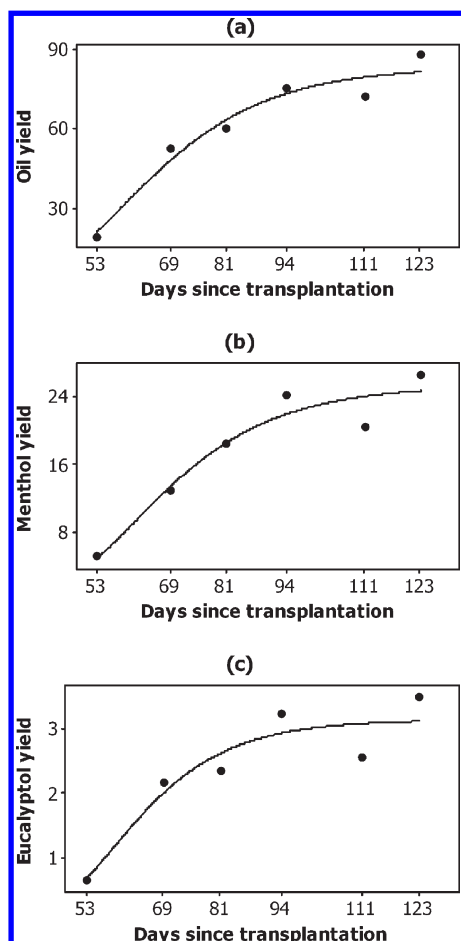 (a)
Oil yield
90
60
30
53 69 81 94 111 123
Days since transplantation
(b)
Menthol yield
24
16
8
53 69 81 94 111 123
Days since transplantation
(c)
Eucalyptol yield
3
2
1
53 69 81 94 111 123
Days since transplantation